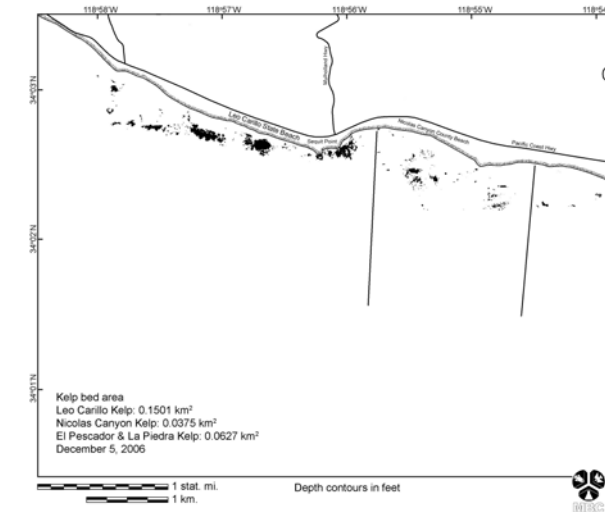 118°58'W 118°57'W 118°56'W 118°55'W 118°54
34°03'N
34°02'N
34°01'N
Mulholland Hwy
Leo Carillo State Beach
Sequit Point
Nicolas Canyon County Beach
Pacific Coast Hwy
Kelp bed area
Leo Carillo Kelp: 0.1501 km²
Nicolas Canyon Kelp: 0.0375 km²
El Pescador & La Piedra Kelp: 0.0627 km²
December 5, 2006
1 stat. mi.
1 km.
Depth contours in feet
MBC